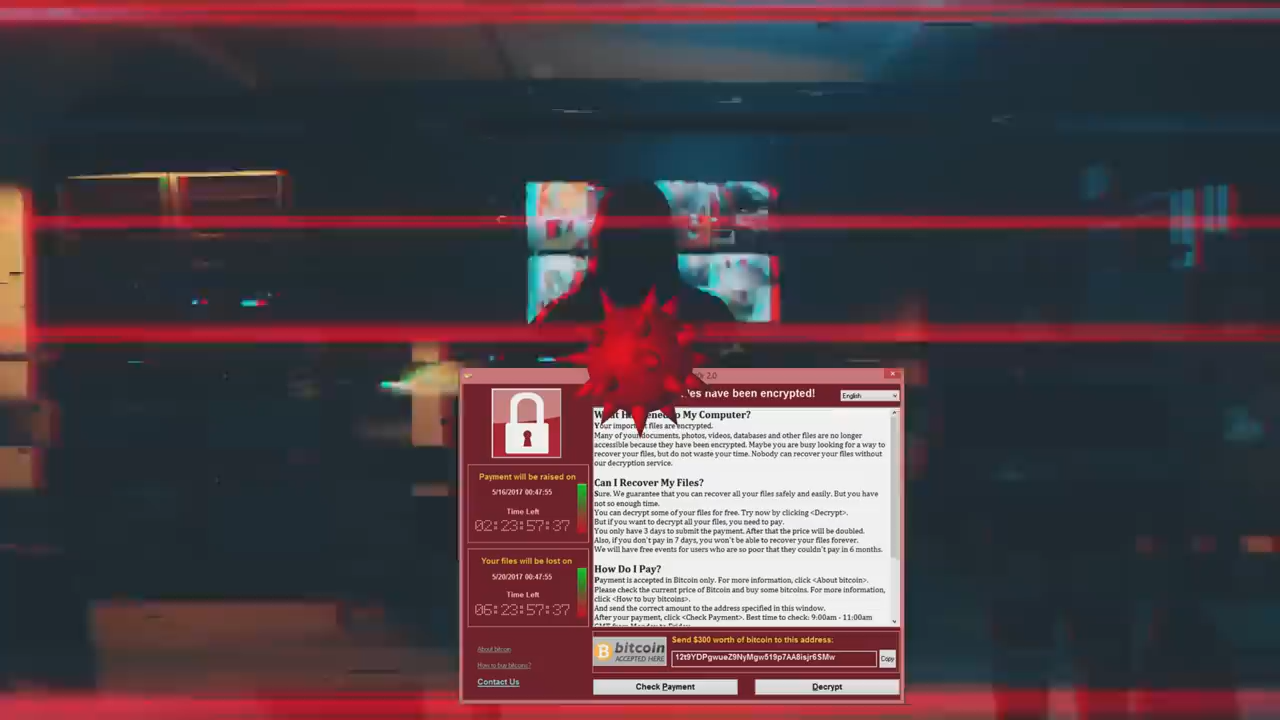 2.0
have been encrypted!
English
My Computer?
Your important files are encrypted.
Many of your documents, photos, videos, databases and other files are no longer
accessible because they have been encrypted. Maybe you are busy looking for a way to
recover your files, but do not waste your time. Nobody can recover your files without
our decryption service.
Can I Recover My Files?
Sure. We guarantee that you can recover all your files safely and easily. But you have
not so enough time.
You can decrypt some of your files for free. Try now by clicking <Decrypt>.
But if you want to decrypt all your files, you need to pay.
You only have 3 days to submit the payment. After that the price will be doubled.
Also, if you don't pay in 7 days, you won't be able to recover your files forever.
We will have free events for users who are so poor that they couldn't pay in 6 months.
How Do I Pay?
Payment is accepted in Bitcoin only. For more information, click <About bitcoin>.
Please check the current price of Bitcoin and buy some bitcoins. For more information,
click <How to buy bitcoins>.
And send the correct amount to the address specified in this window.
After your payment, click <Check Payment>. Best time to check: 9:00am - 11:00am
GMT from Monday to Friday.
Payment will be raised on
5/16/2017 00:47:55
Time Left
02:23:57:37
Your files will be lost on
5/20/2017 00:47:55
Time Left
06:23:57:37
About bitcoin
How to buy bitcoins?
Contact Us
bitcoin
ACCEPTED HERE
Send $300 worth of bitcoin to this address:
12t9YDPgwueZ9NyMgw519p7AA8isjr6SMw
Copy
Check Payment
Decrypt